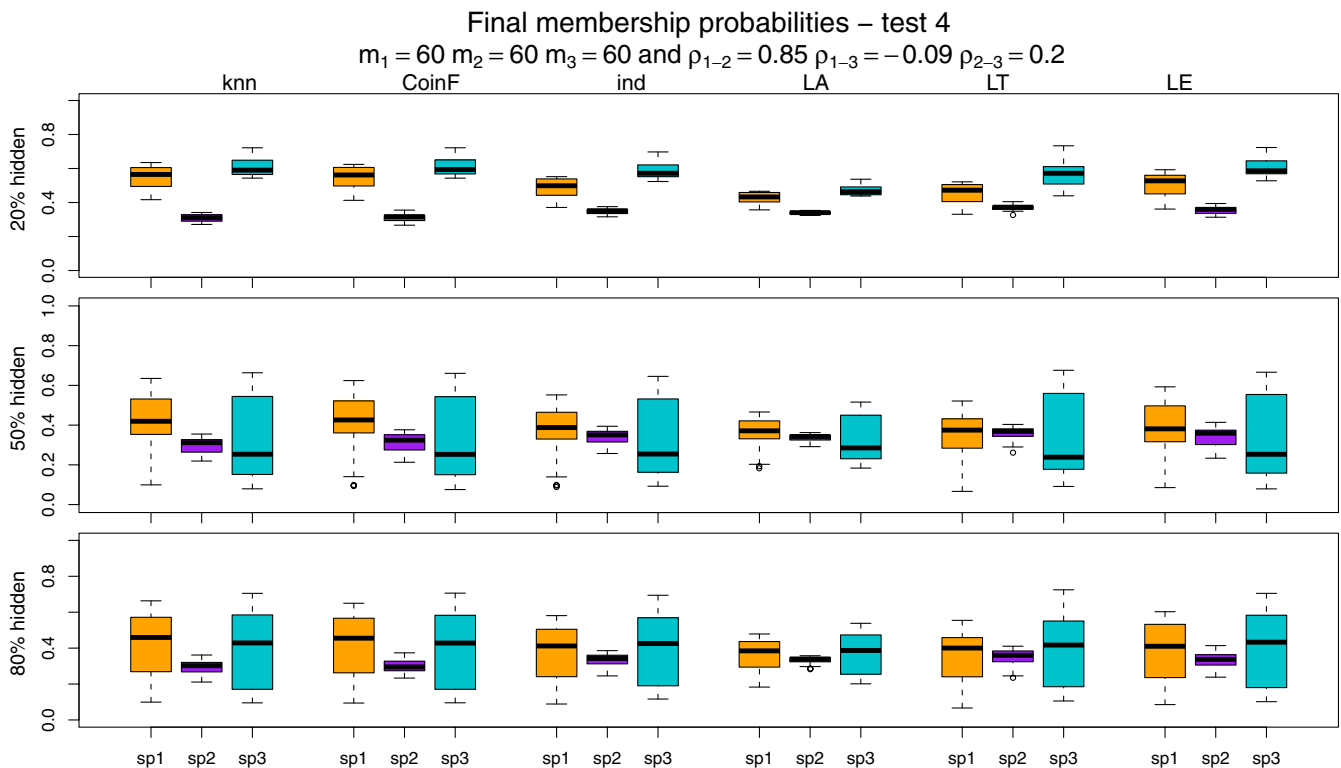 Final membership probabilities – test 4
m₁ = 60 m₂ = 60 m₃ = 60 and ρ₁₋₂ = 0.85 ρ₁₋₃ = −0.09 ρ₂₋₃ = 0.2
knn CoinF ind LA LT LE
20% hidden
0.0 0.4 0.8
50% hidden
0.0 0.2 0.4 0.6 0.8 1.0
80% hidden
0.0 0.4 0.8
sp1 sp2 sp3 sp1 sp2 sp3 sp1 sp2 sp3 sp1 sp2 sp3 sp1 sp2 sp3 sp1 sp2 sp3